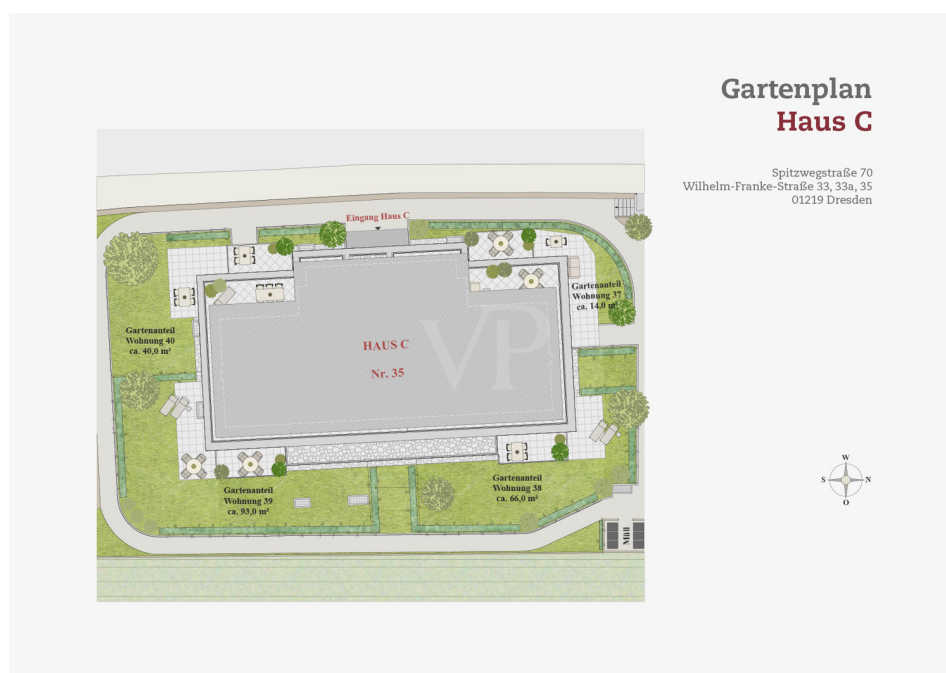 Gartenplan
Haus C
Spitzwegstraße 70
Wilhelm-Franke-Straße 33, 33a, 35
01219 Dresden
Eingang Haus C
Gartenanteil
Wohnung 37
ca. 14,0 m²
Gartenanteil
Wohnung 40
ca. 40,0 m²
HAUS C
Nr. 35
VP
Gartenanteil
Wohnung 39
ca. 93,0 m²
Gartenanteil
Wohnung 38
ca. 66,0 m²
W
S
N
O
Müll